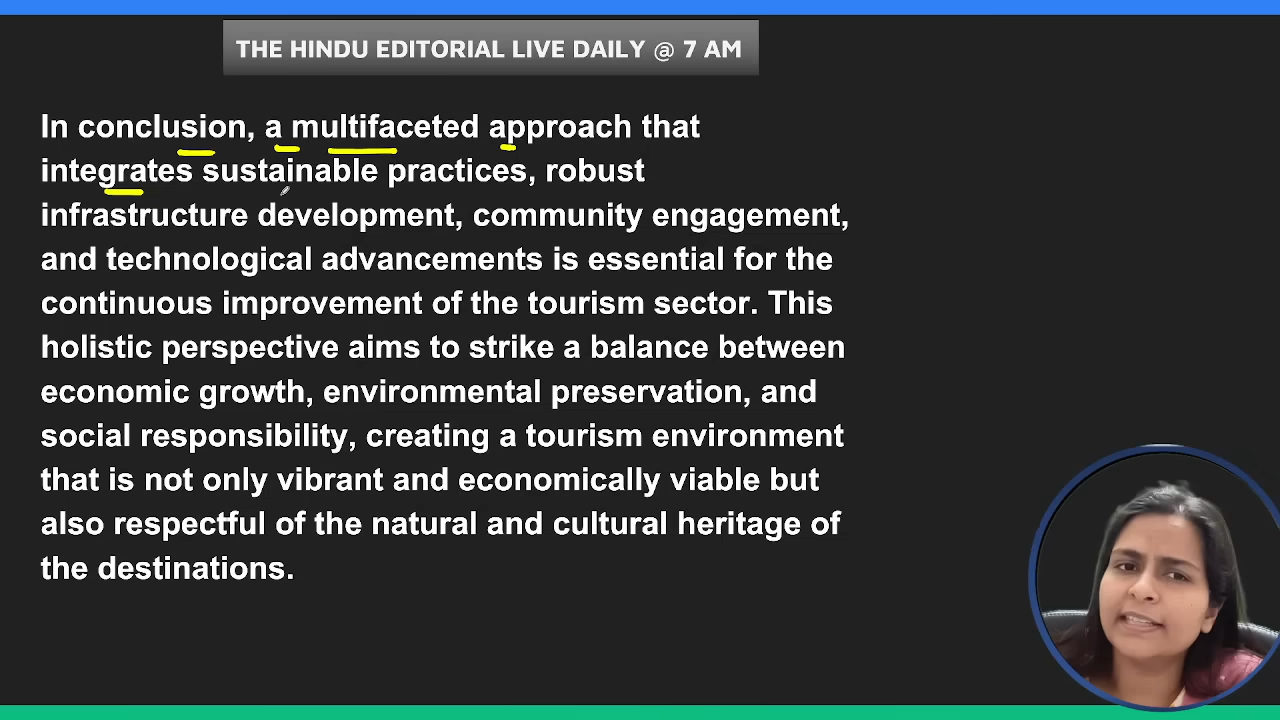 THE HINDU EDITORIAL LIVE DAILY @ 7 AM
In conclusion, a multifaceted approach that
integrates sustainable practices, robust
infrastructure development, community engagement,
and technological advancements is essential for the
continuous improvement of the tourism sector. This
holistic perspective aims to strike a balance between
economic growth, environmental preservation, and
social responsibility, creating a tourism environment
that is not only vibrant and economically viable but
also respectful of the natural and cultural heritage of
the destinations.